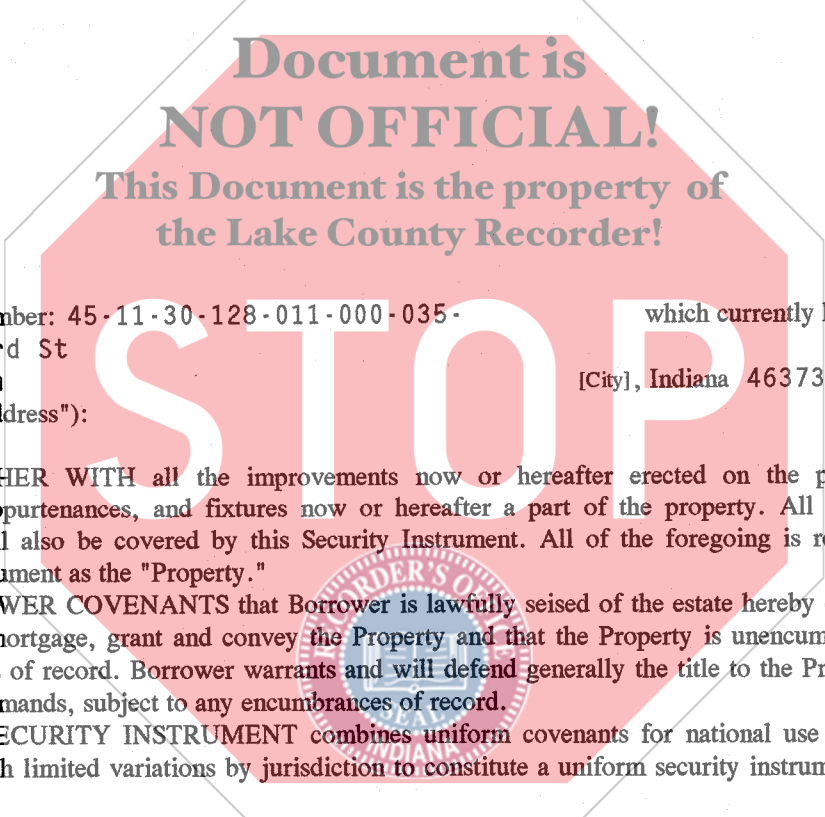 Document is
NOT OFFICIAL!
This Document is the property of
the Lake County Recorder!
nber: 45-11-30-128-011-000-035- which currently
d St
[City], Indiana 46373
dress"):
STOP
HER WITH all the improvements now or hereafter erected on the p
purtenances, and fixtures now or hereafter a part of the property. All
l also be covered by this Security Instrument. All of the foregoing is re
ument as the "Property."
WER COVENANTS that Borrower is lawfully seised of the estate hereby
nortgage, grant and convey the Property and that the Property is unencum
of record. Borrower warrants and will defend generally the title to the Pr
mands, subject to any encumbrances of record.
ECURITY INSTRUMENT combines uniform covenants for national use
h limited variations by jurisdiction to constitute a uniform security instrum
RECORDER'S OFFICE
SEAL
INDIANA